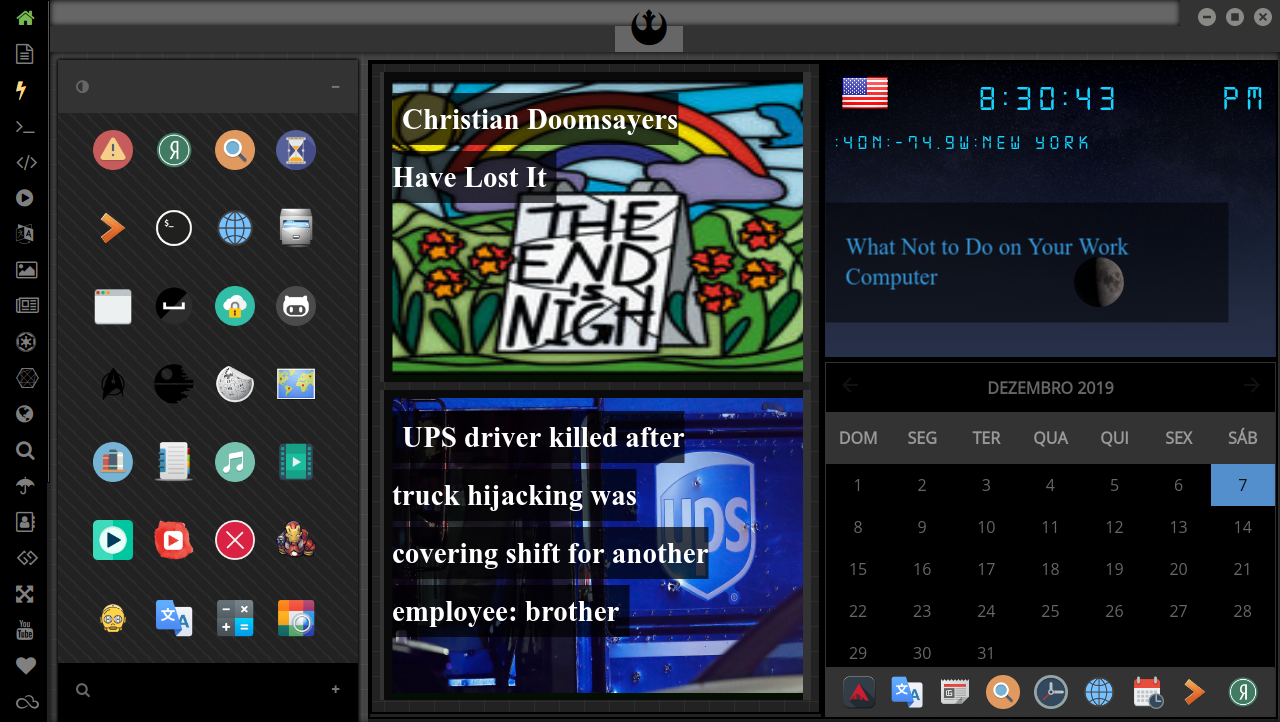 Christian Doomsayers
Have Lost It
THE
END
IS
NIGH
UPS driver killed after
truck hijacking was
covering shift for another
employee: brother
ups
8:30:43 PM
:40N:-74.9W:NEW YORK
What Not to Do on Your Work
Computer
DEZEMBRO 2019
DOM SEG TER QUA QUI SEX SÁB
1 2 3 4 5 6 7
8 9 10 11 12 13 14
15 16 17 18 19 20 21
22 23 24 25 26 27 28
29 30 31